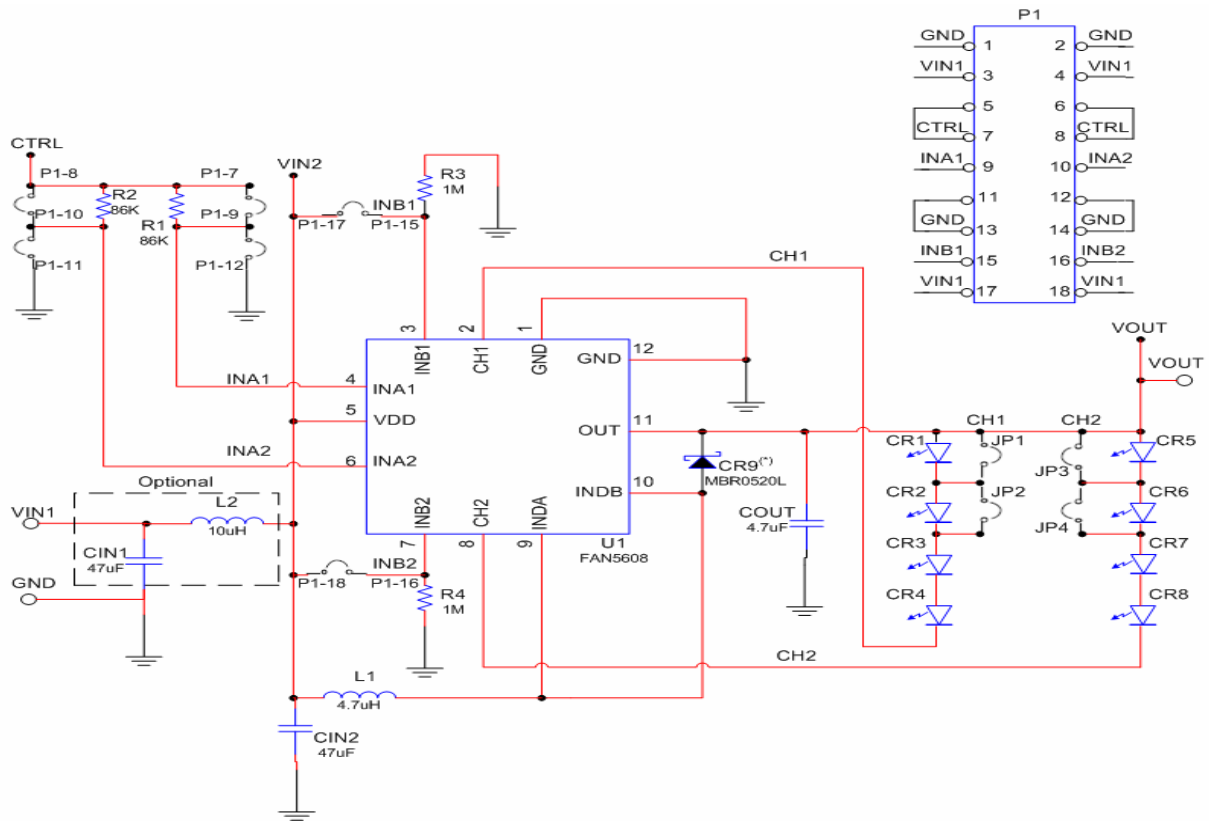 P1
GND 1 2 GND
VIN1 3 4 VIN1
5 6
CTRL 7 8 CTRL
INA1 9 10 INA2
11 12
GND 13 14 GND
INB1 15 16 INB2
VIN1 17 18 VIN1
CTRL
P1-8 P1-7
R2
86K
P1-10 P1-9
R1
86K
P1-11 P1-12
VIN2
R3
1M
INB1
P1-17 P1-15
CH1
3 2 1
INB1 CH1 GND
GND 12
INA1 4 INA1
5 VDD
INA2 6 INA2
OUT 11
INDB 10
INB2 CH2 INDA
7 8 9
U1
FAN5608
CR9(*)
MBR0520L
COUT
4.7uF
VOUT
VOUT
CH1 CH2
CR1 JP1 JP3 CR5
CR2 JP2 JP4 CR6
CR3 CR7
CR4 CR8
Optional
VIN1
L2
10uH
CIN1
47uF
GND
INB2
P1-18 P1-16
R4
1M
CH2
L1
4.7uH
CIN2
47uF